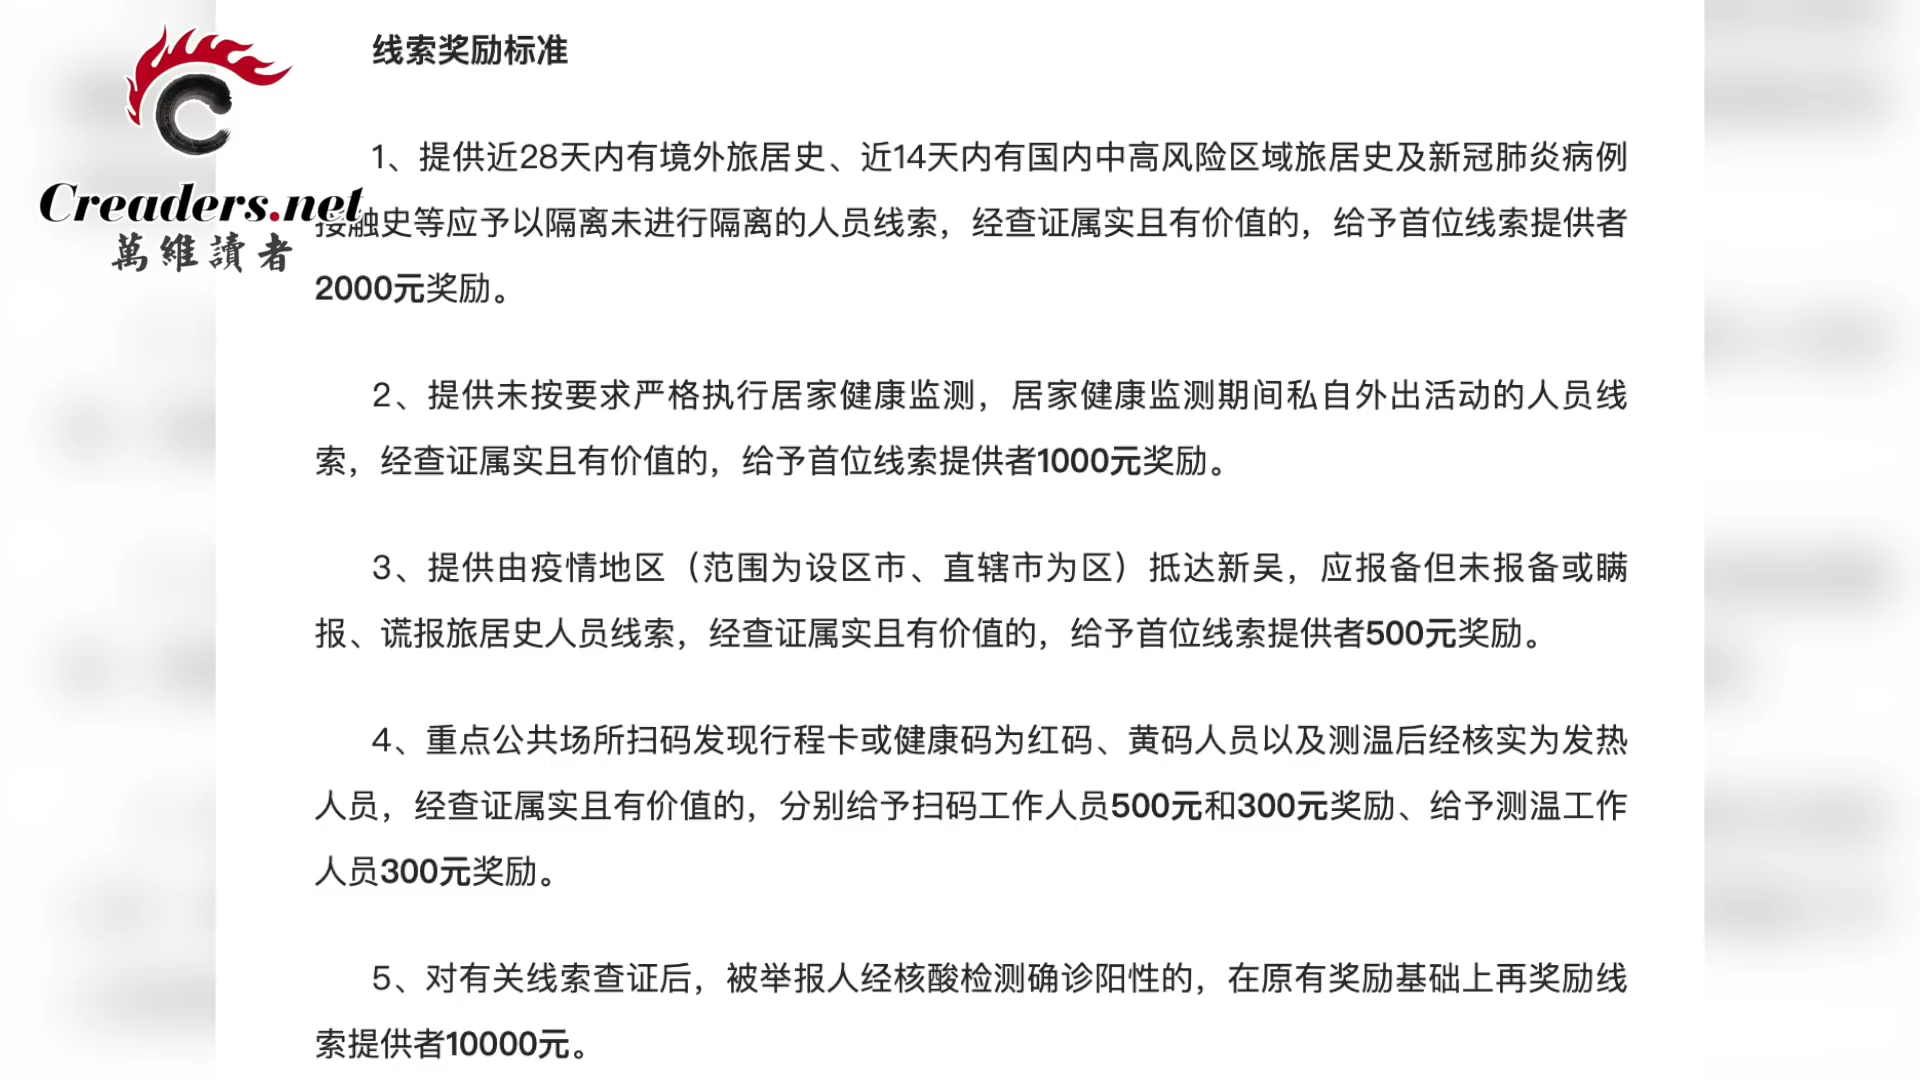 线索奖励标准
Creaders.net
萬維讀者
1、提供近28天内有境外旅居史、近14天内有国内中高风险区域旅居史及新冠肺炎病例
接触史等应予以隔离未进行隔离的人员线索，经查证属实且有价值的，给予首位线索提供者
2000元奖励。
2、提供未按要求严格执行居家健康监测，居家健康监测期间私自外出活动的人员线
索，经查证属实且有价值的，给予首位线索提供者1000元奖励。
3、提供由疫情地区（范围为设区市、直辖市为区）抵达新吴，应报备但未报备或瞒
报、谎报旅居史人员线索，经查证属实且有价值的，给予首位线索提供者500元奖励。
4、重点公共场所扫码发现行程卡或健康码为红码、黄码人员以及测温后经核实为发热
人员，经查证属实且有价值的，分别给予扫码工作人员500元和300元奖励、给予测温工作
人员300元奖励。
5、对有关线索查证后，被举报人经核酸检测确诊阳性的，在原有奖励基础上再奖励线
索提供者10000元。